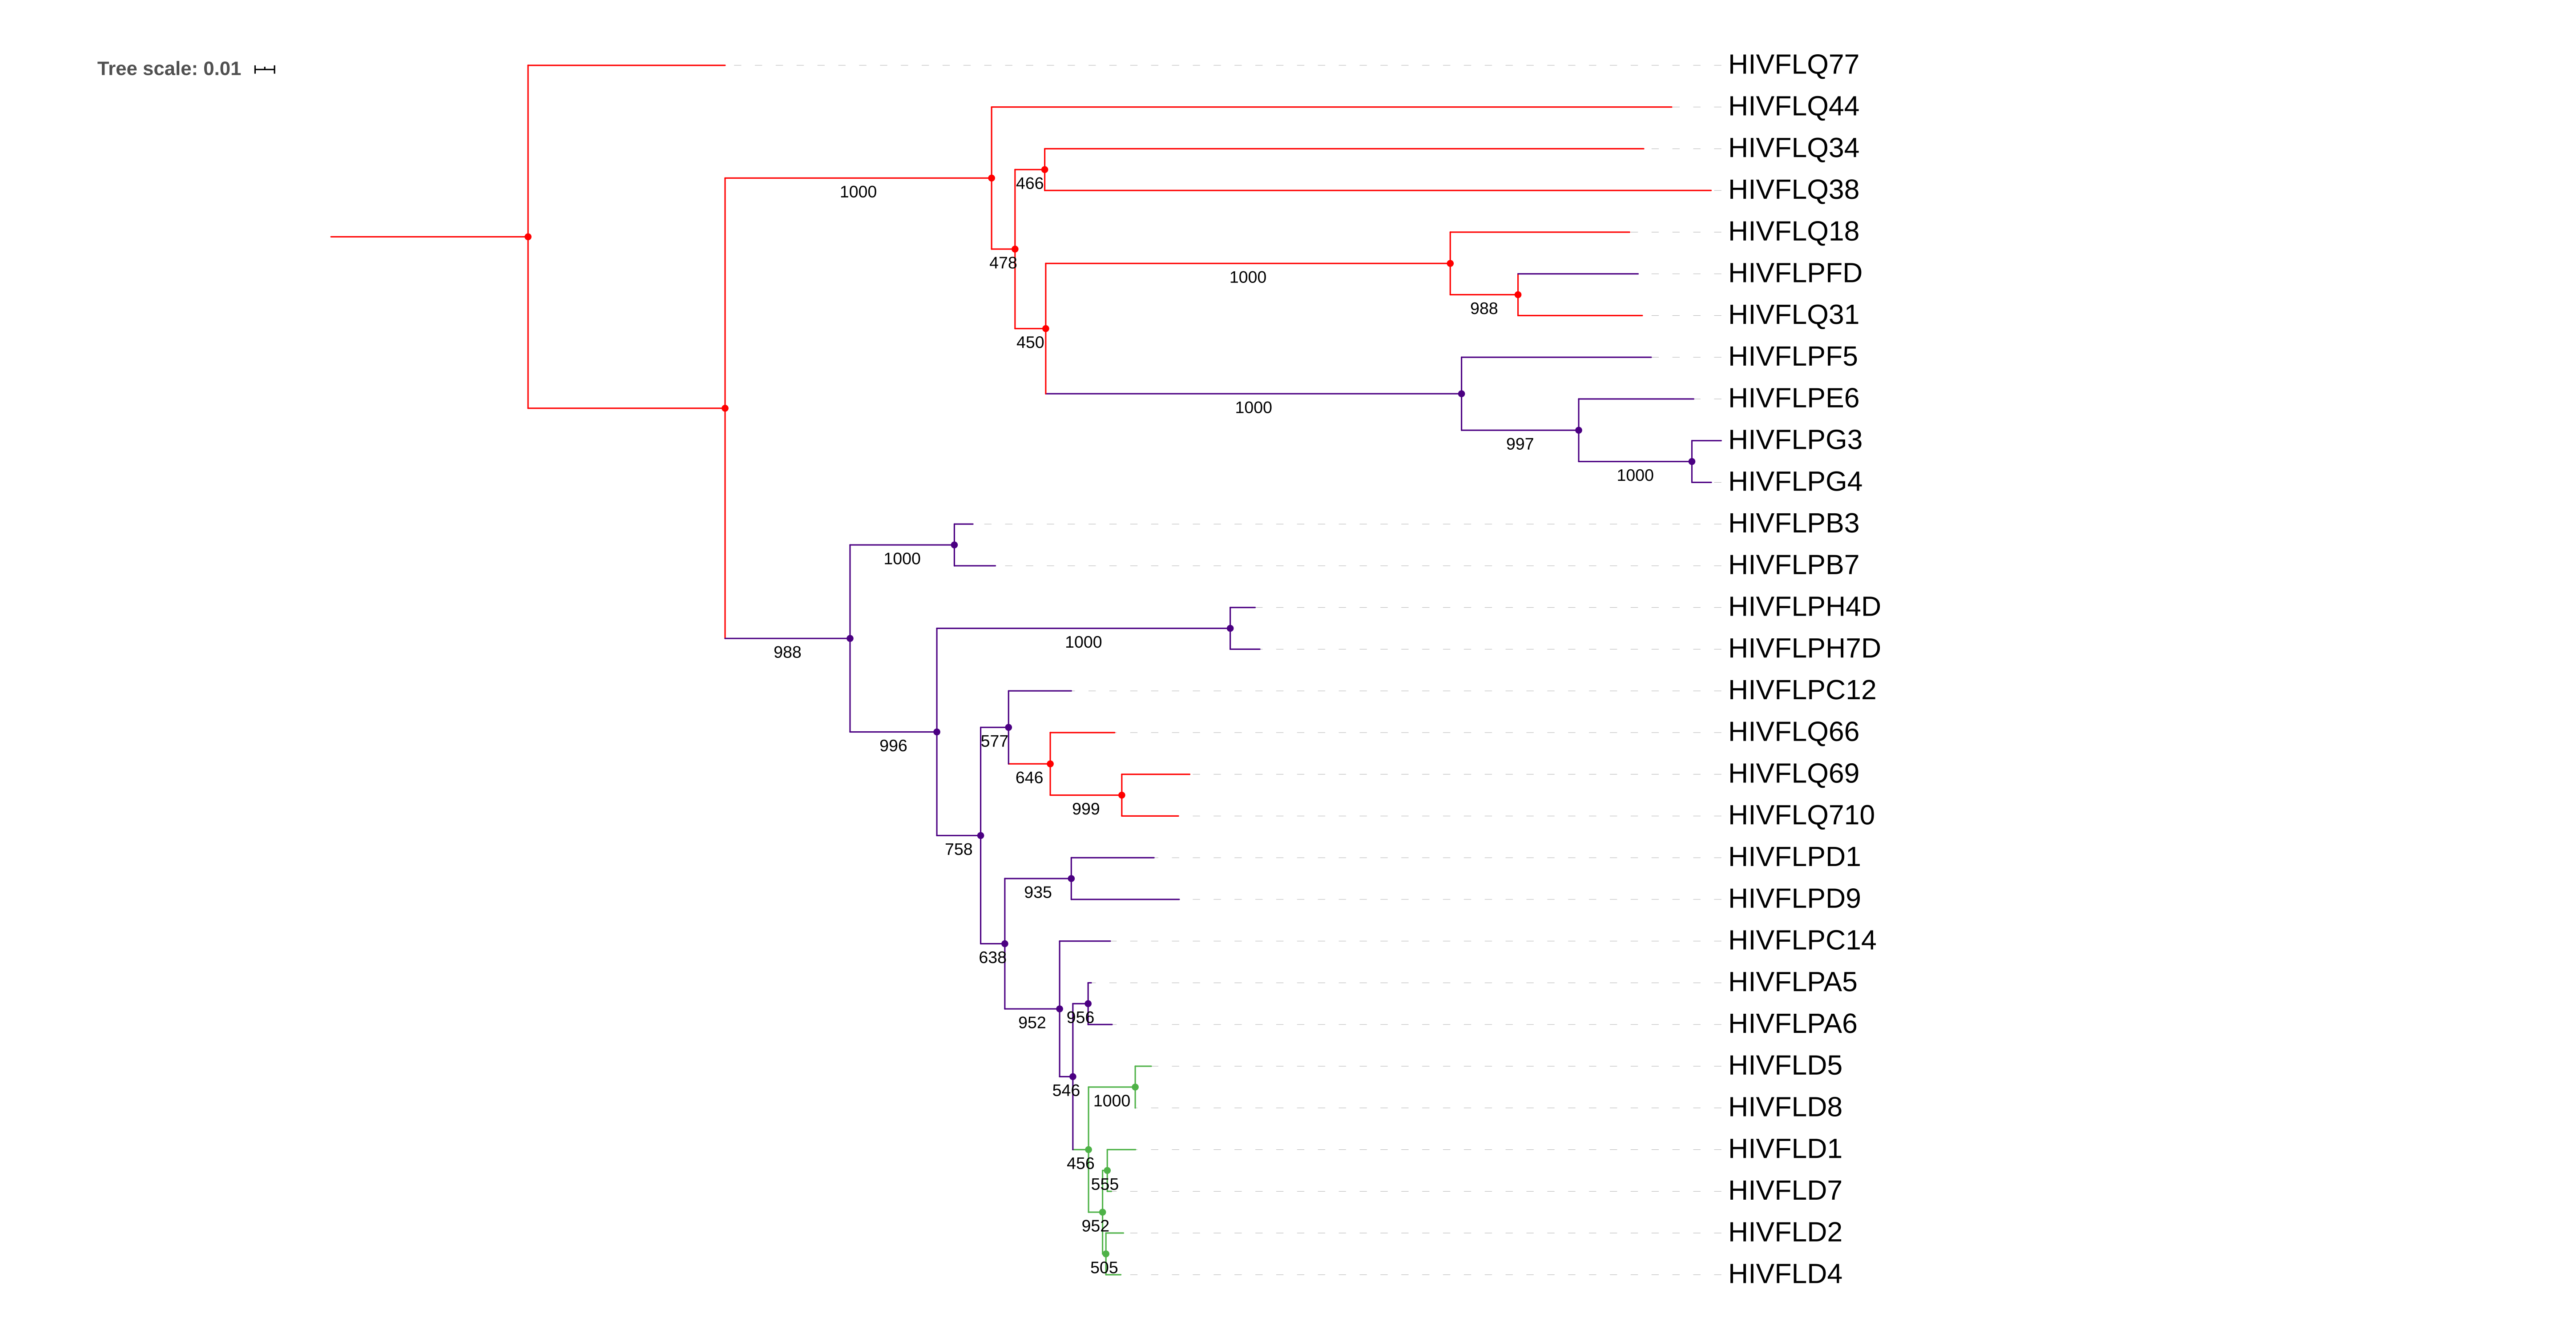 Tree scale: 0.01
HIVFLQ77
HIVFLQ44
HIVFLQ34
466
HIVFLQ38
1000
HIVFLQ18
478
HIVFLPFD
1000
988
HIVFLQ31
450
HIVFLPF5
HIVFLPE6
1000
HIVFLPG3
997
1000
HIVFLPG4
HIVFLPB3
1000
HIVFLPB7
HIVFLPH4D
1000
HIVFLPH7D
988
HIVFLPC12
HIVFLQ66
577
996
HIVFLQ69
646
999
HIVFLQ710
758
HIVFLPD1
935
HIVFLPD9
HIVFLPC14
638
HIVFLPA5
956
952
HIVFLPA6
HIVFLD5
546
1000
HIVFLD8
HIVFLD1
456
555
HIVFLD7
952
HIVFLD2
505
HIVFLD4